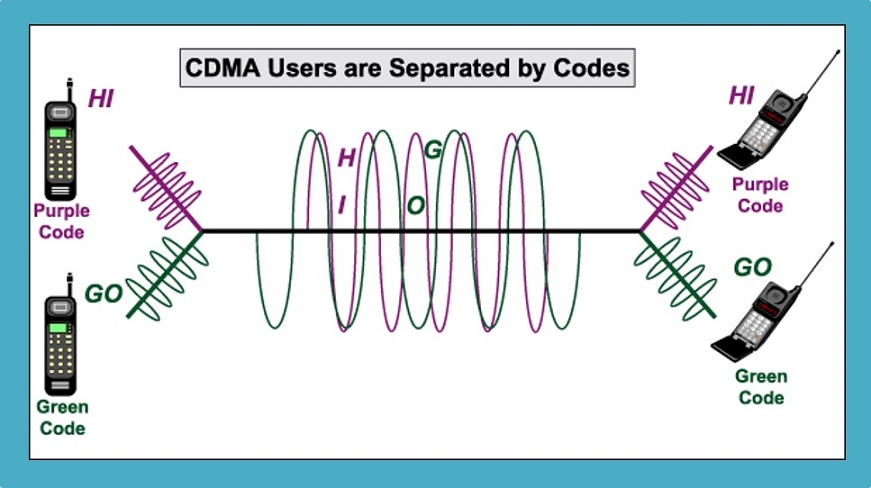 CDMA Users are Separated by Codes
HI
Purple
Code
GO
Green
Code
H
I
G
O
HI
Purple
Code
GO
Green
Code